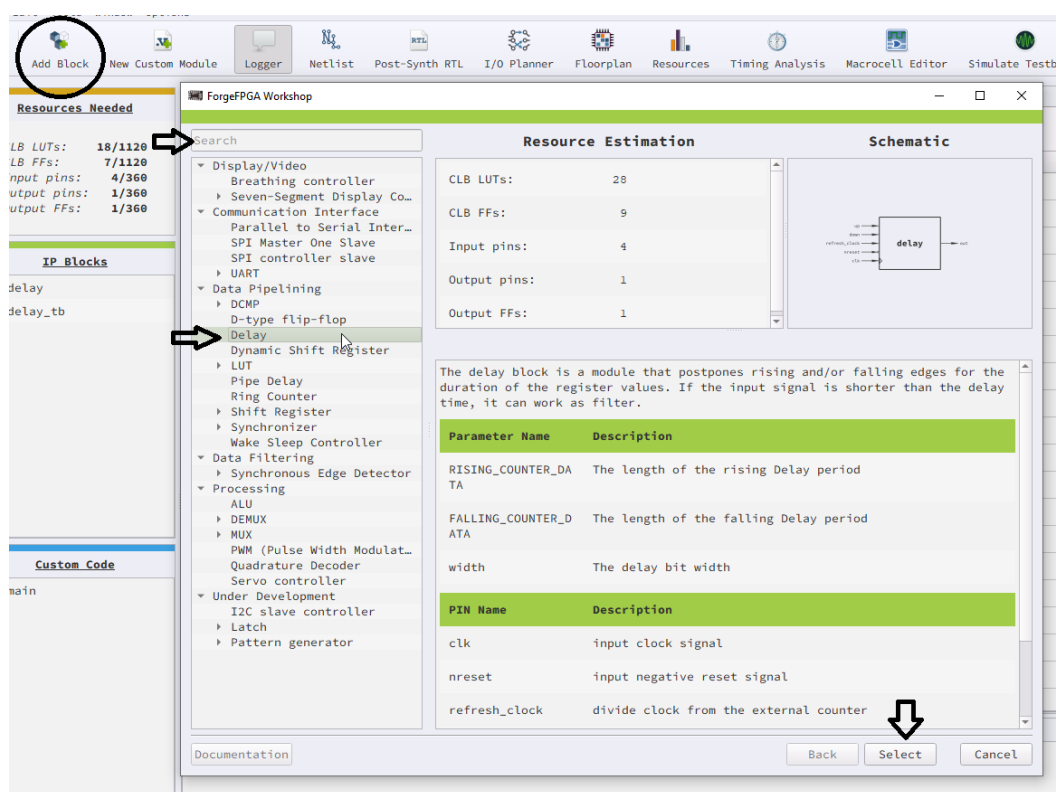 Add Block
New Custom Module
Logger
Netlist
Post-Synth RTL
I/O Planner
Floorplan
Resources
Timing Analysis
Macrocell Editor
Simulate Testb
Resources Needed
CLB LUTs: 18/1120
CLB FFs: 7/1120
nput pins: 4/360
utput pins: 1/360
utput FFs: 1/360
IP Blocks
delay
delay_tb
Custom Code
main
ForgeFPGA Workshop
Search
Display/Video
Breathing controller
Seven-Segment Display Co…
Communication Interface
Parallel to Serial Inter…
SPI Master One Slave
SPI controller slave
UART
Data Pipelining
DCMP
D-type flip-flop
Delay
Dynamic Shift Register
LUT
Pipe Delay
Ring Counter
Shift Register
Synchronizer
Wake Sleep Controller
Data Filtering
Synchronous Edge Detector
Processing
ALU
DEMUX
MUX
PWM (Pulse Width Modulat…
Quadrature Decoder
Servo controller
Under Development
I2C slave controller
Latch
Pattern generator
Resource Estimation
CLB LUTs: 28
CLB FFs: 9
Input pins: 4
Output pins: 1
Output FFs: 1
Schematic
up
down
refresh_clock
nreset
clk
delay
out
The delay block is a module that postpones rising and/or falling edges for the
duration of the register values. If the input signal is shorter than the delay
time, it can work as filter.
Parameter Name Description
RISING_COUNTER_DA The length of the rising Delay period
TA
FALLING_COUNTER_D The length of the falling Delay period
ATA
width The delay bit width
PIN Name Description
clk input clock signal
nreset input negative reset signal
refresh_clock divide clock from the external counter
Documentation
Back
Select
Cancel